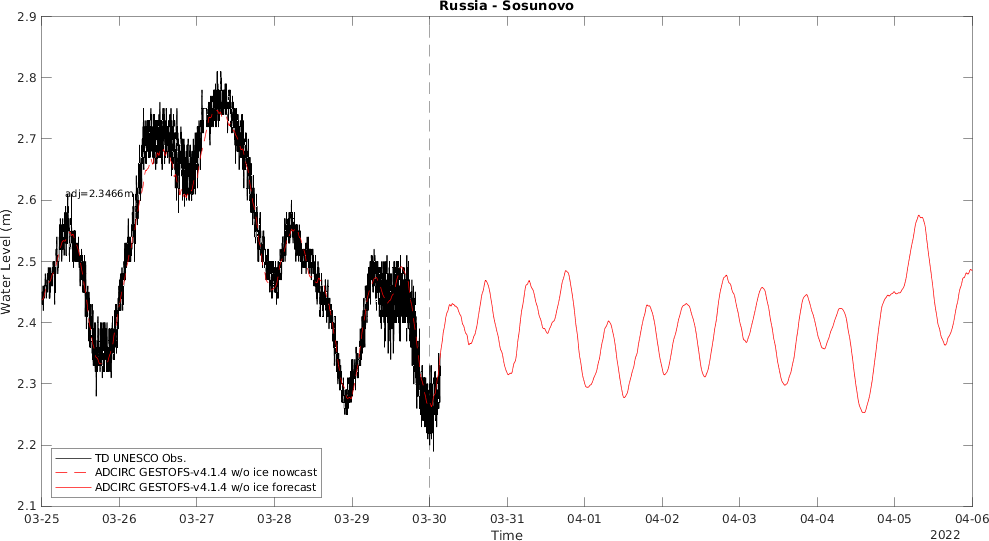 Russia - Sosunovo
2.9
2.8
2.7
2.6
2.5
2.4
2.3
2.2
2.1
Water Level (m)
adj=2.3466m
TD UNESCO Obs.
ADCIRC GESTOFS-v4.1.4 w/o ice nowcast
ADCIRC GESTOFS-v4.1.4 w/o ice forecast
03-25 03-26 03-27 03-28 03-29 03-30 03-31 04-01 04-02 04-03 04-04 04-05 04-06
Time
2022